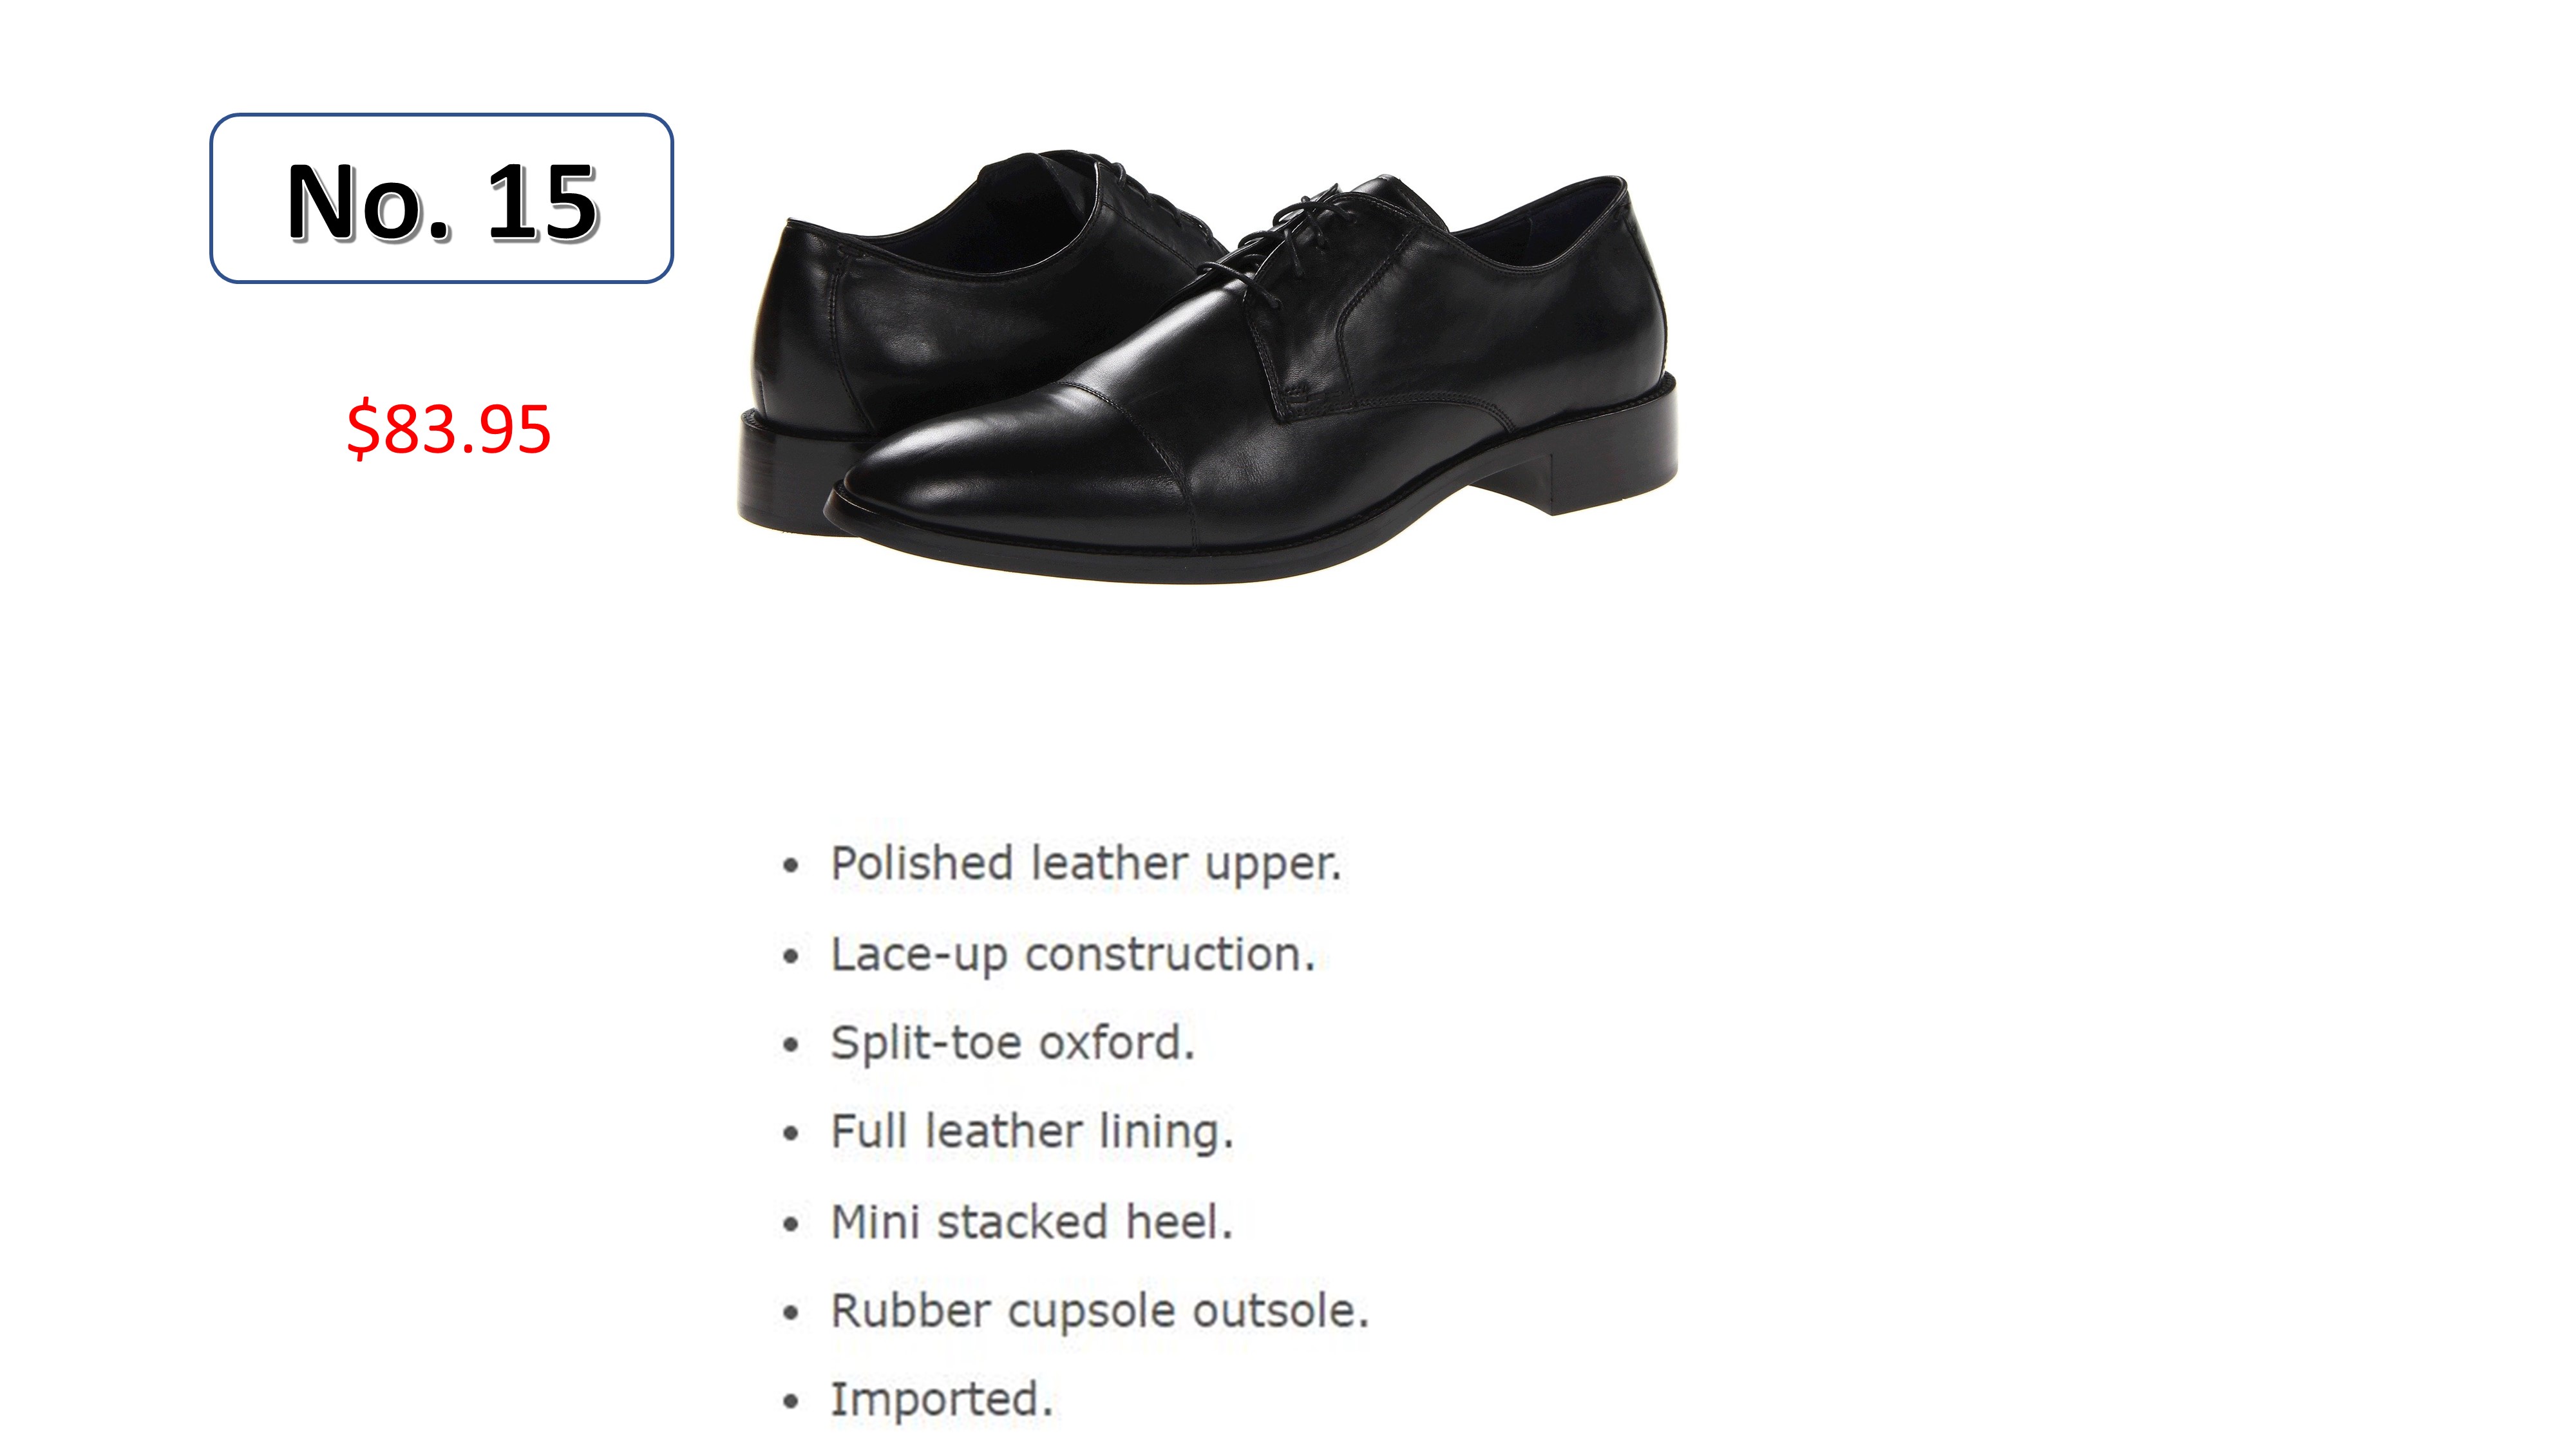 No. 15
$83.95
• Polished leather upper.
• Lace-up construction.
• Split-toe oxford.
• Full leather lining.
• Mini stacked heel.
• Rubber cupsole outsole.
• Imported.